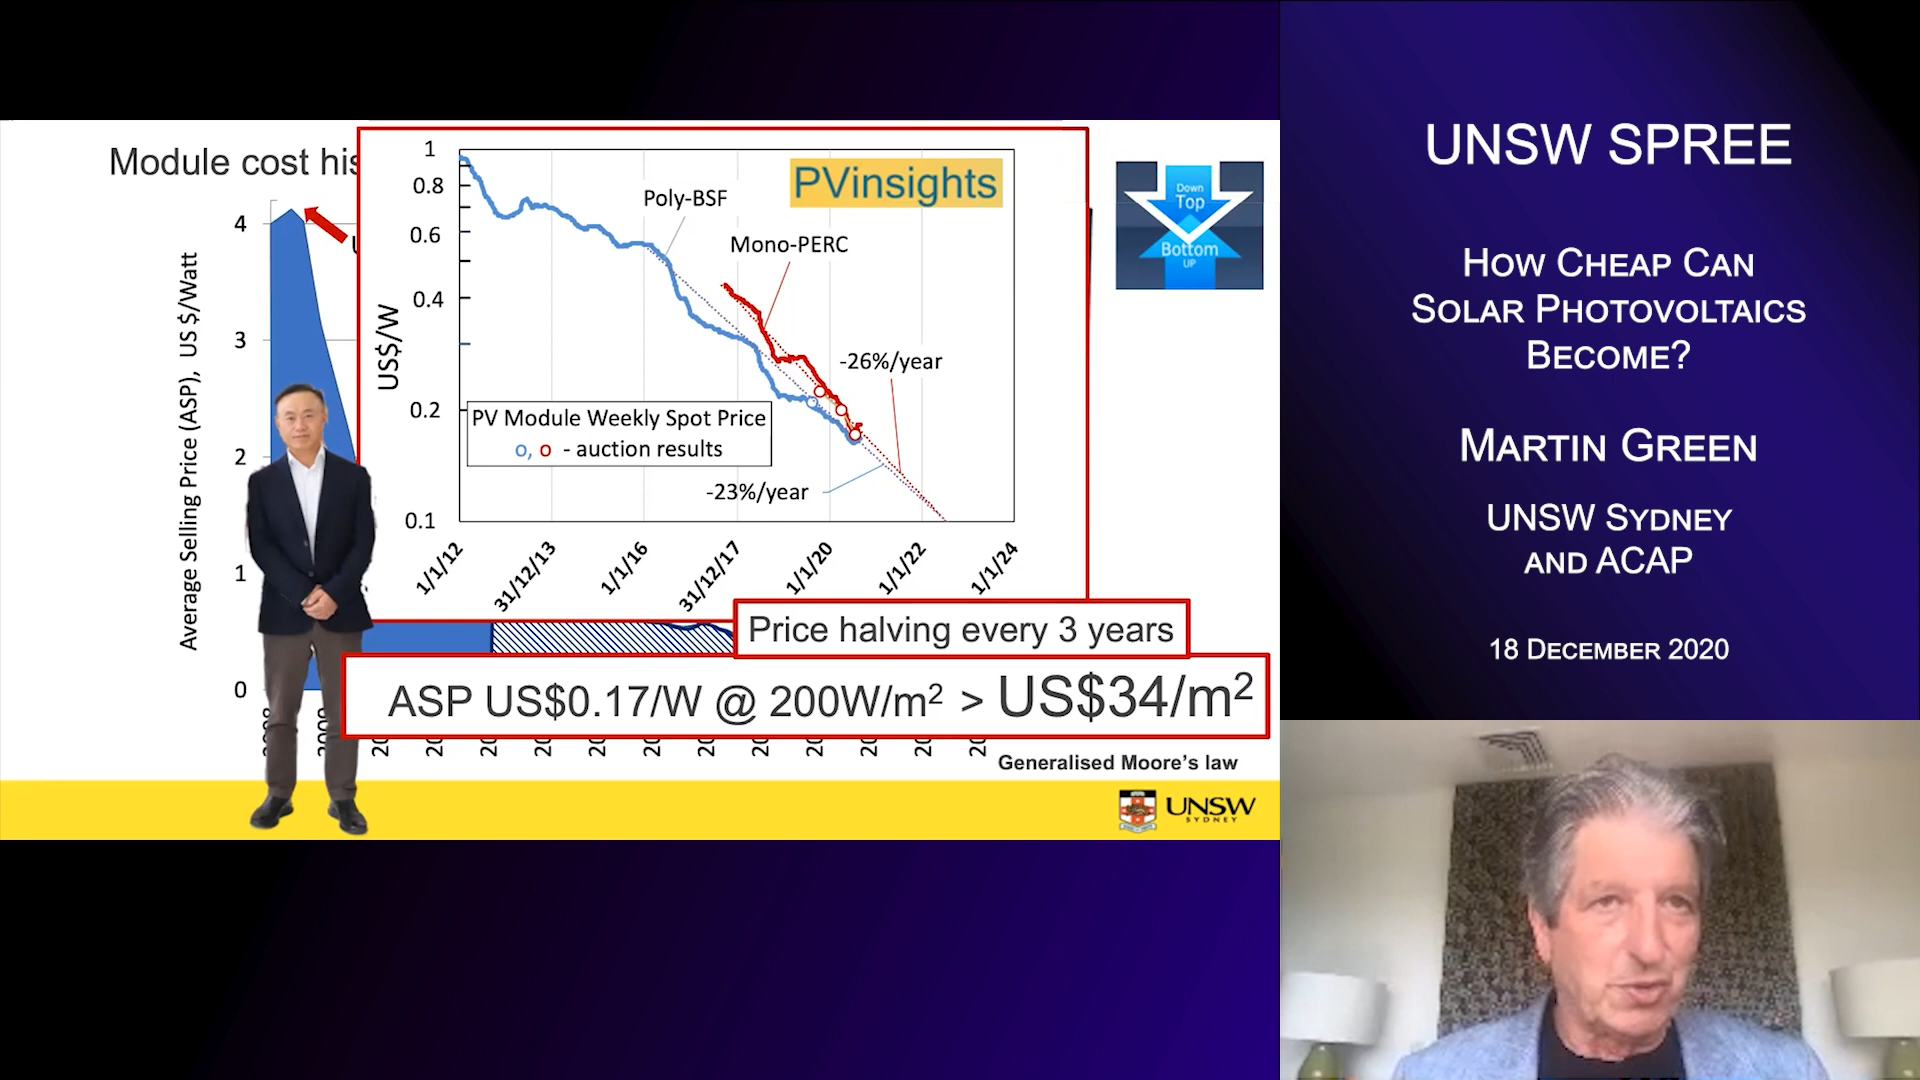 Module cost his
Average Selling Price (ASP), US $/Watt
4
3
2
1
0
PVinsights
1
0.8
0.6
0.4
0.2
0.1
US$/W
Poly-BSF
Mono-PERC
-26%/year
-23%/year
PV Module Weekly Spot Price
o, o - auction results
1/1/12
31/12/13
1/1/16
31/12/17
1/1/20
1/1/22
1/1/24
Down
Top
Bottom
UP
Price halving every 3 years
ASP US$0.17/W @ 200W/m² > US$34/m²
Generalised Moore's law
UNSW
SYDNEY
UNSW SPREE
How Cheap Can
Solar Photovoltaics
Become?
Martin Green
UNSW Sydney
and ACAP
18 December 2020